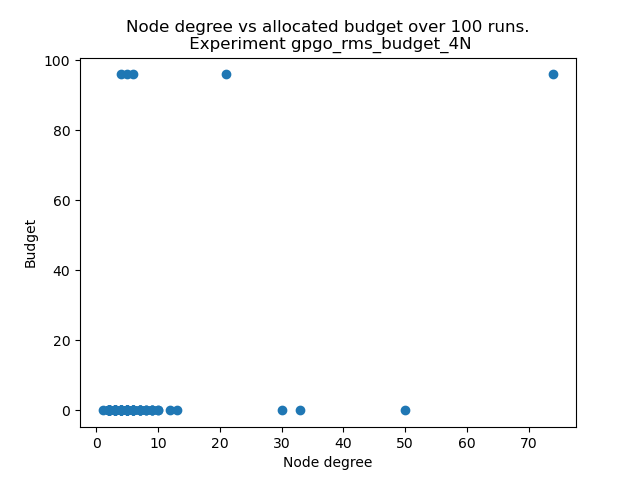 Node degree vs allocated budget over 100 runs.
Experiment gpgo_rms_budget_4N
100
80
60
40
20
0
Budget
0 10 20 30 40 50 60 70
Node degree